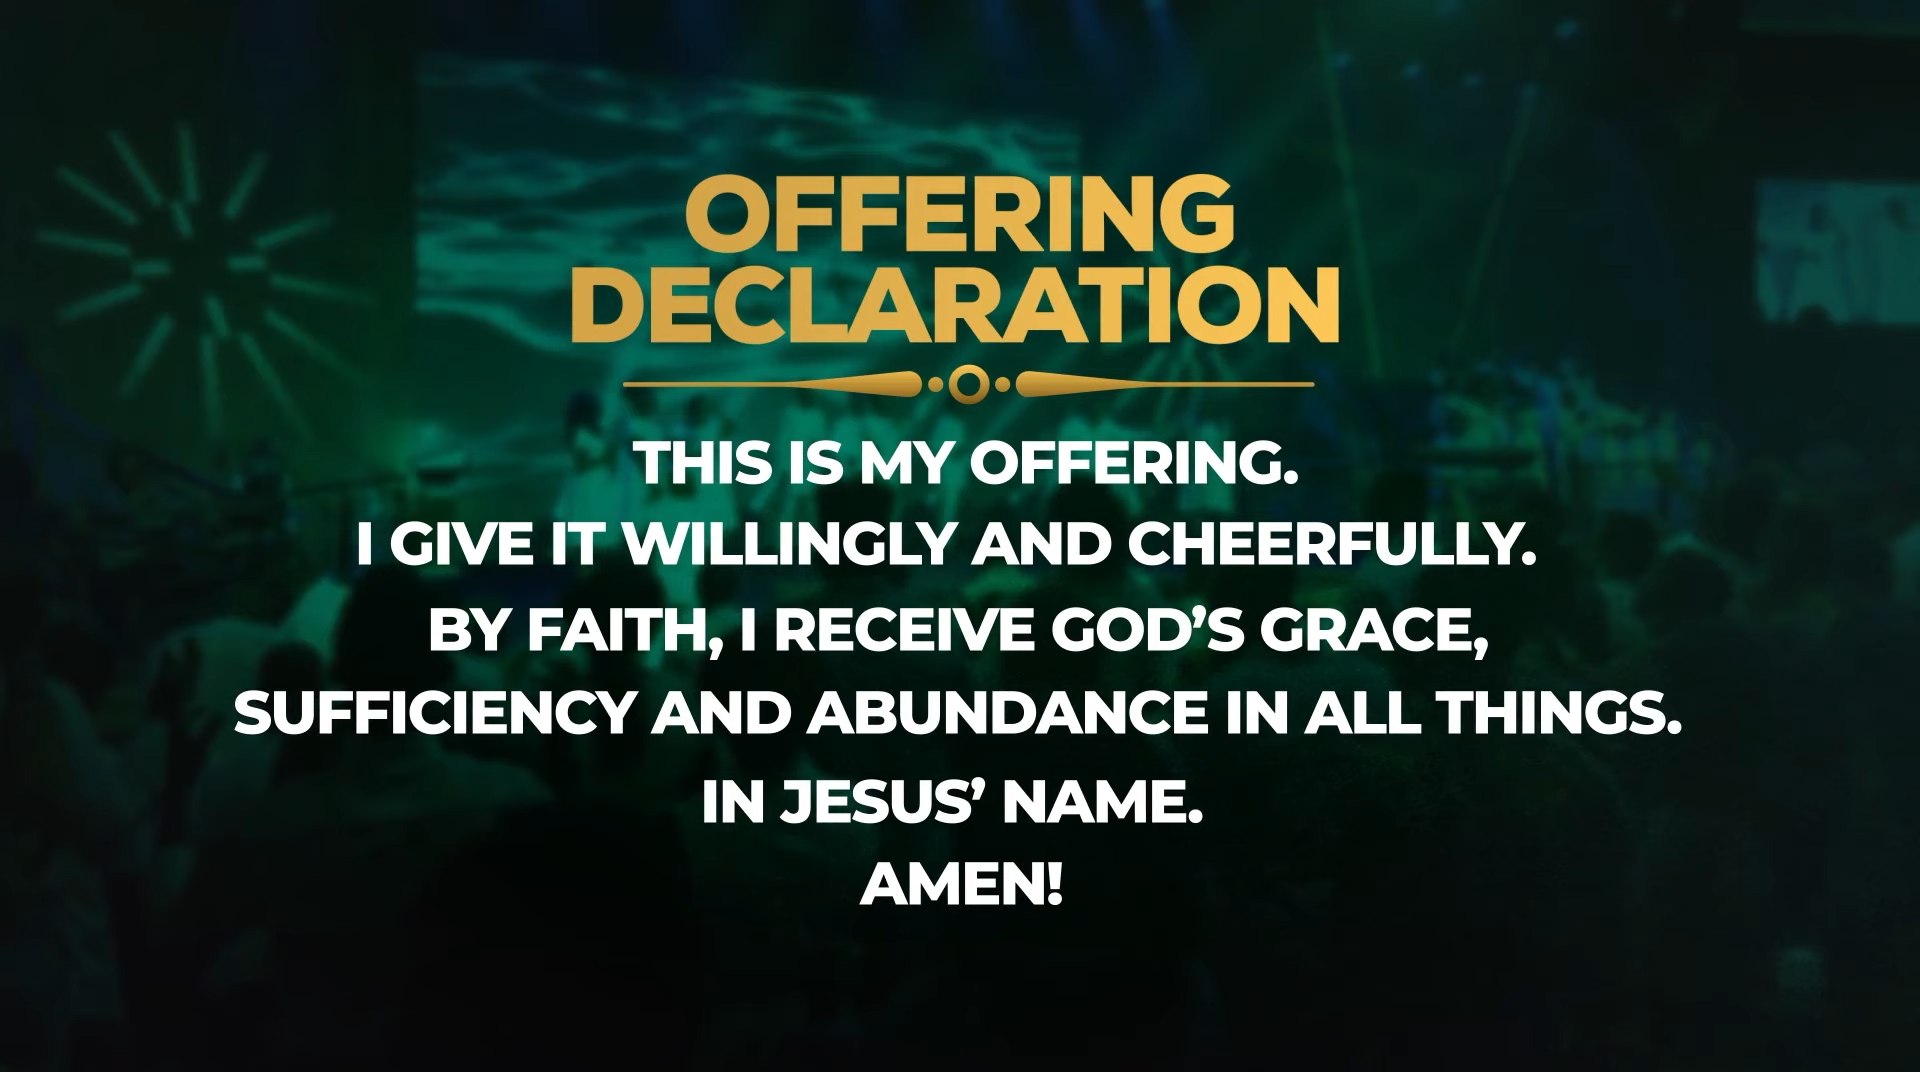 OFFERING
DECLARATION
THIS IS MY OFFERING.
I GIVE IT WILLINGLY AND CHEERFULLY.
BY FAITH, I RECEIVE GOD’S GRACE,
SUFFICIENCY AND ABUNDANCE IN ALL THINGS.
IN JESUS’ NAME.
AMEN!